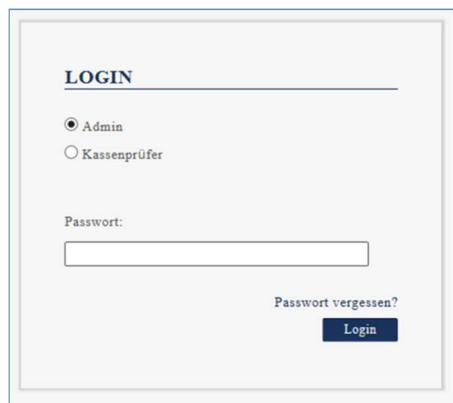 LOGIN
Admin
Kassenprüfer
Passwort:
Passwort vergessen?
Login